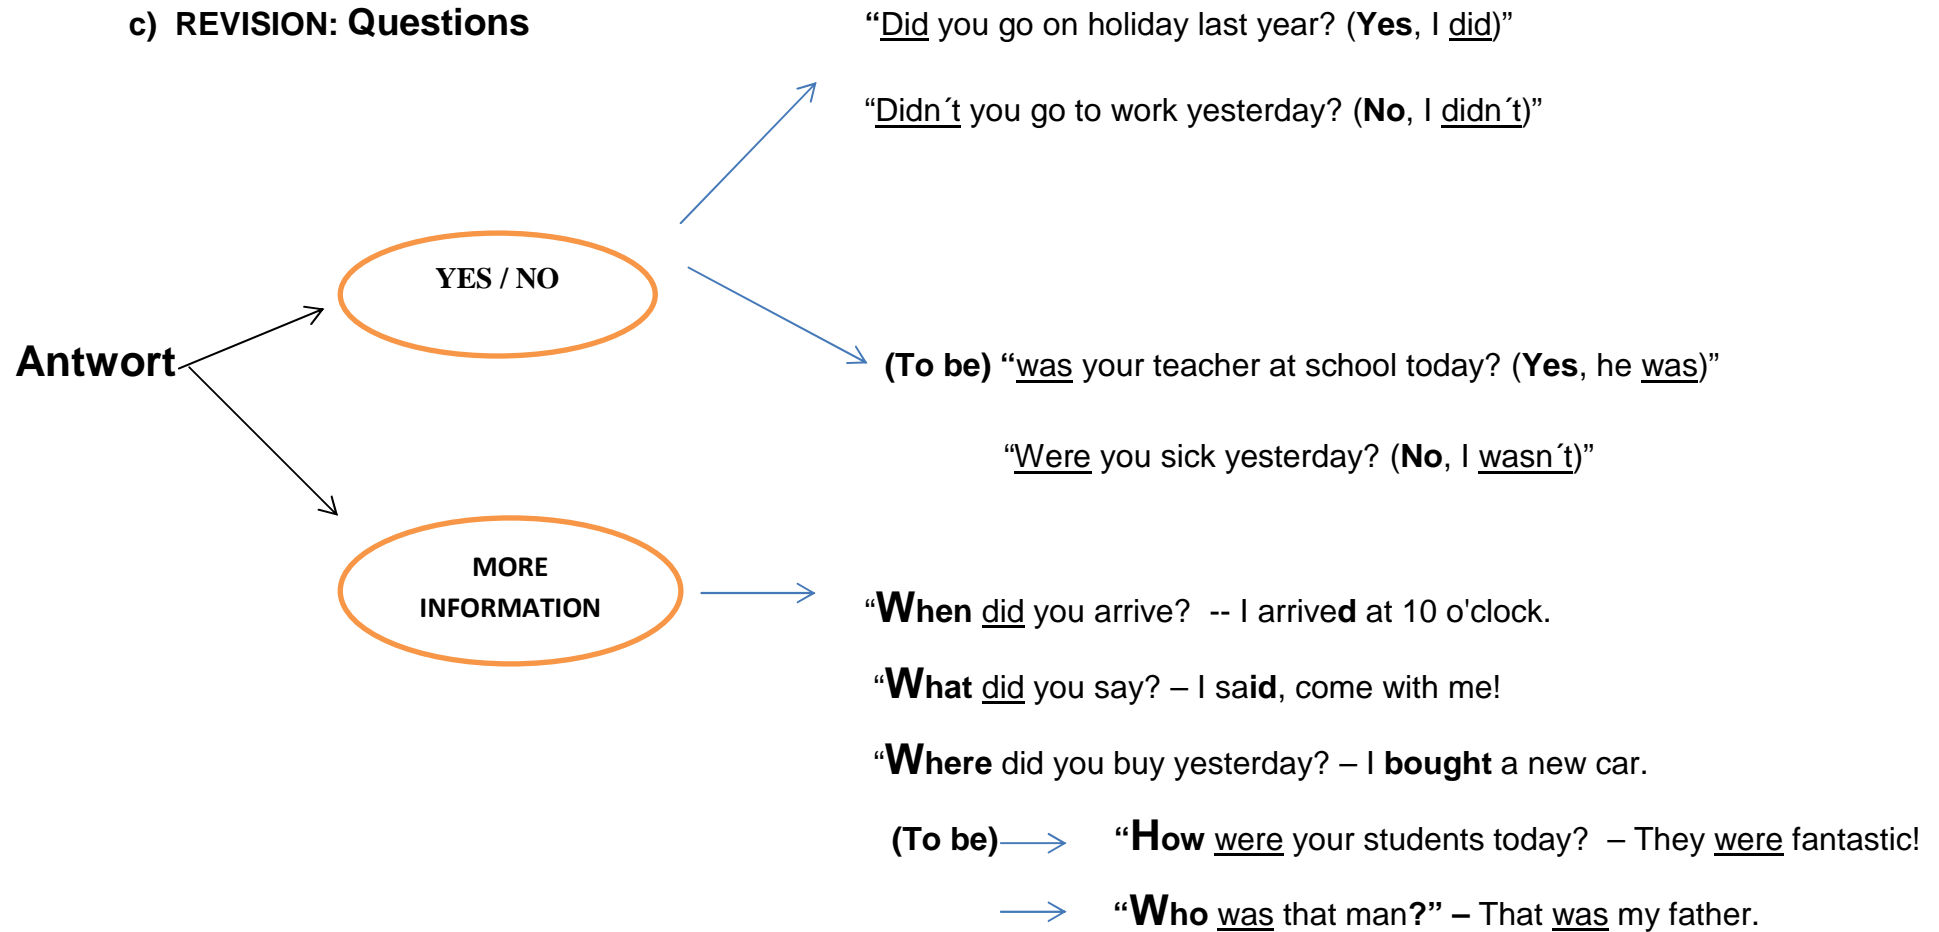 c) REVISION: Questions
“Did you go on holiday last year? (Yes, I did)”
“Didn´t you go to work yesterday? (No, I didn´t)”
YES / NO
Antwort
(To be) “was your teacher at school today? (Yes, he was)”
“Were you sick yesterday? (No, I wasn´t)”
MORE
INFORMATION
“When did you arrive? -- I arrived at 10 o'clock.
“What did you say? – I said, come with me!
“Where did you buy yesterday? – I bought a new car.
(To be) “How were your students today? – They were fantastic!
“Who was that man?” – That was my father.